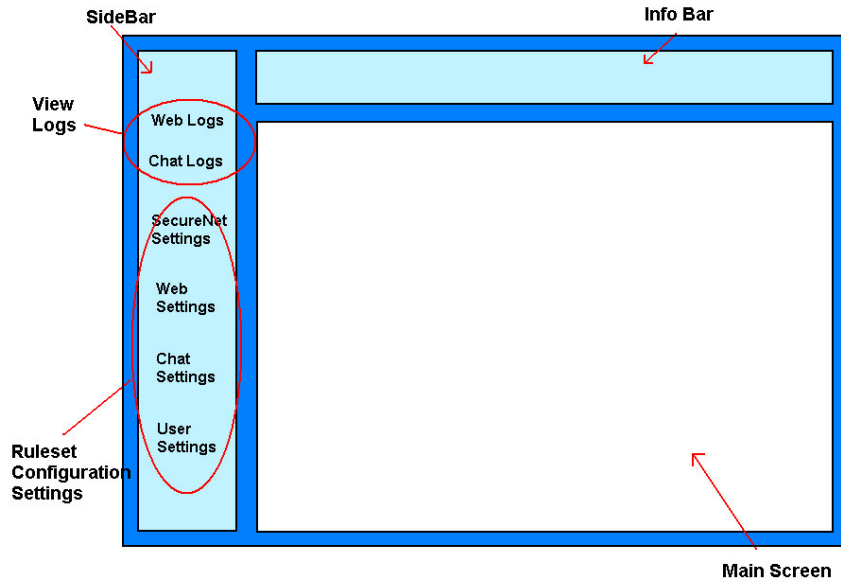 SideBar
Info Bar
View
Logs
Web Logs
Chat Logs
SecureNet
Settings
Web
Settings
Chat
Settings
User
Settings
Ruleset
Configuration
Settings
Main Screen